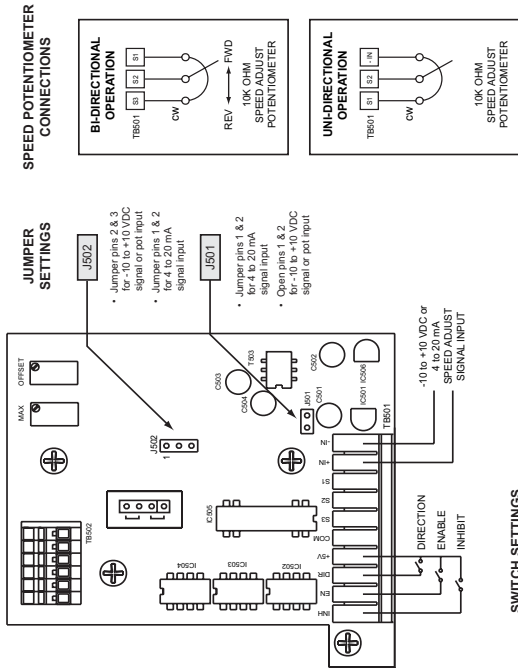 SPEED POTENTIOMETER
CONNECTIONS
BI-DIRECTIONAL
OPERATION
TB501
S3
S2
S1
CW
REV
FWD
10K OHM
SPEED ADJUST
POTENTIOMETER
UNI-DIRECTIONAL
OPERATION
TB501
S1
S2
- IN
CW
10K OHM
SPEED ADJUST
POTENTIOMETER
JUMPER
SETTINGS
J502
• Jumper pins 2 & 3
for -10 to +10 VDC
signal or pot input
• Jumper pins 1 & 2
for 4 to 20 mA
signal input
J501
• Jumper pins 1 & 2
for 4 to 20 mA
signal input
• Open pins 1 & 2
for -10 to +10 VDC
signal or pot input
MAX
OFFSET
TB502
J502
1
IC505
IC504
IC503
IC502
C503
C504
T503
C502
J501
C501
IC501
IC506
TB501
INH
EN
DIR
+5V
COM
S3
S2
S1
+IN
-IN
DIRECTION
ENABLE
INHIBIT
-10 to +10 VDC or
4 to 20 mA
SPEED ADJUST
SIGNAL INPUT
SWITCH SETTINGS